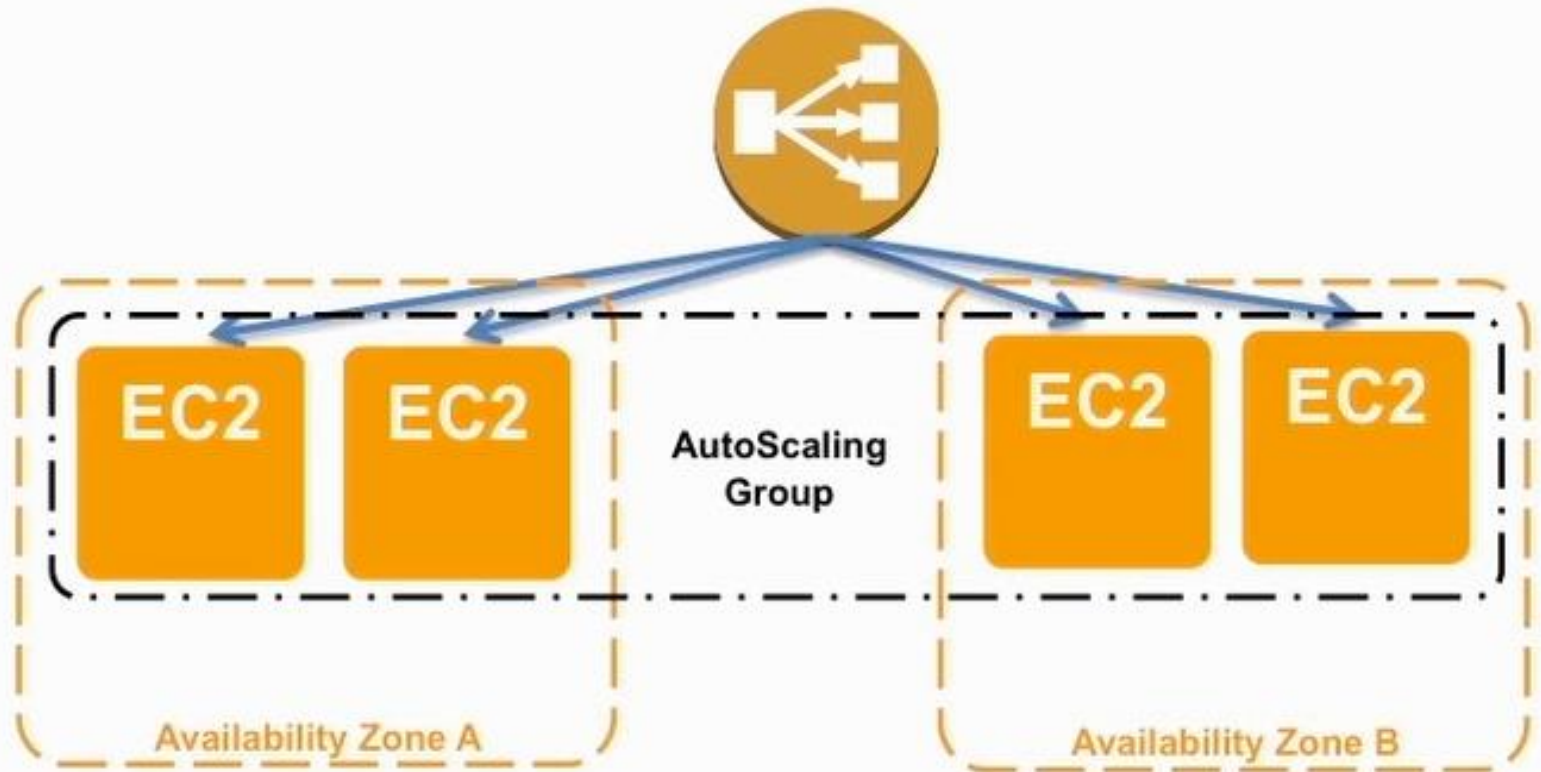 EC2
EC2
AutoScaling
Group
EC2
EC2
Availability Zone A
Availability Zone B